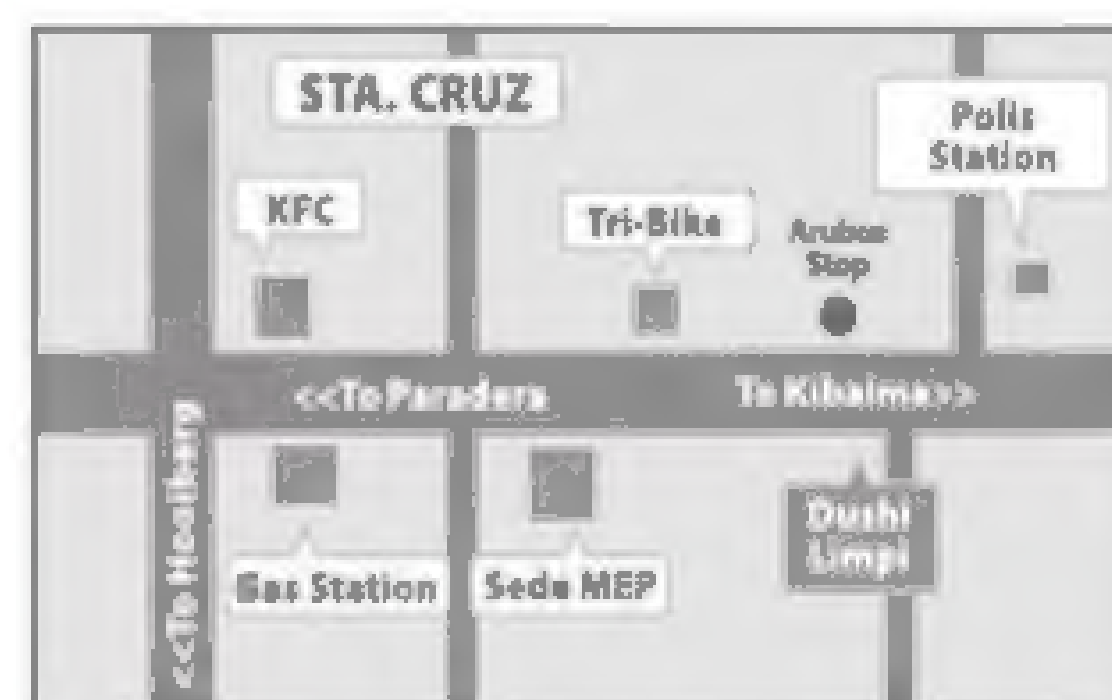 STA. CRUZ
Polis
Station
KFC
Tri-Bike
Arubus
Stop
<<To Paradera
To Kibaima>>
<<To Hooiberg
Dushi
Limpi
Gas Station
Sede MEP